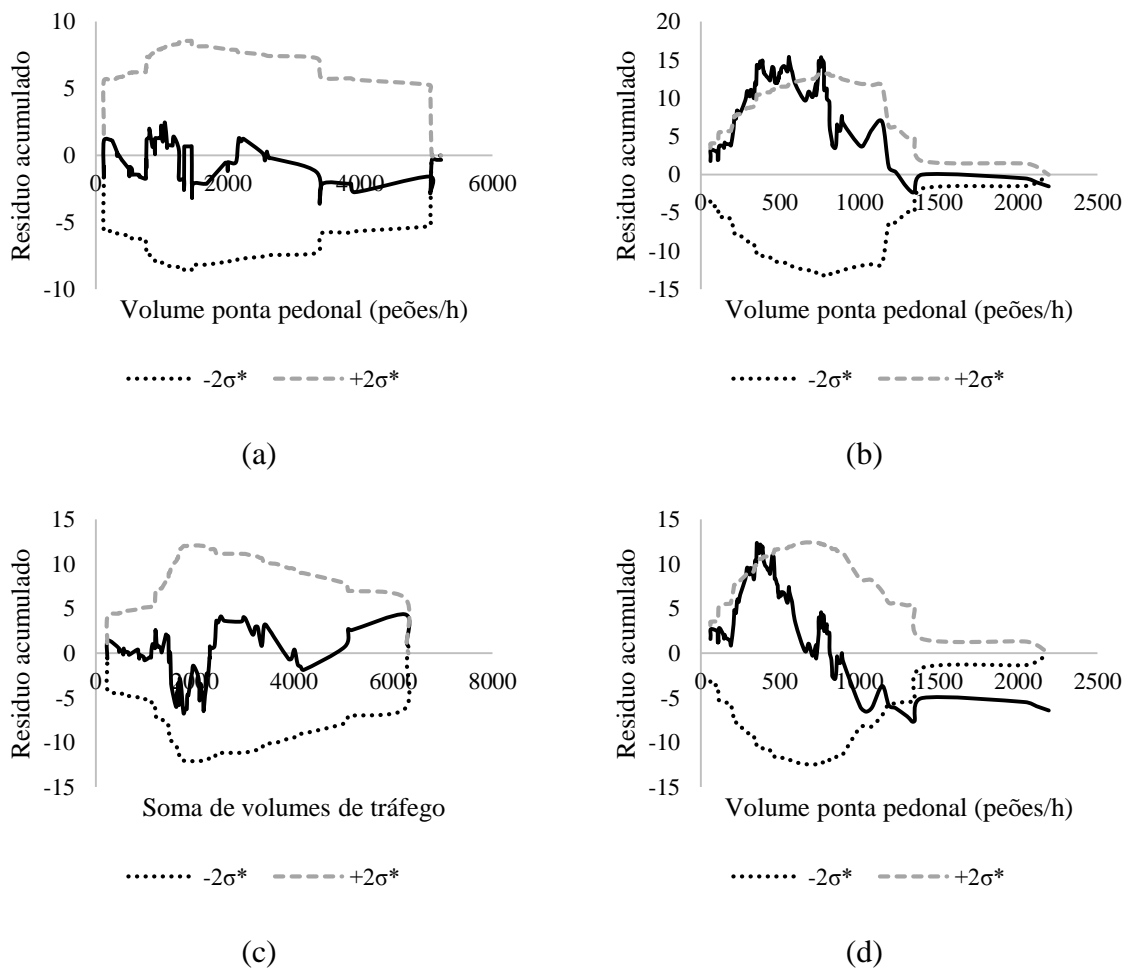 10
5
0
-5
-10
0
2000
4000
6000
Residuo acumulado
Volume ponta pedonal (peões/h)
-2σ* +2σ*
(a)
20
15
10
5
0
-5
-10
-15
0 500 1000 1500 2000 2500
Residuo acumulado
Volume ponta pedonal (peões/h)
-2σ* +2σ*
(b)
15
10
5
0
-5
-10
-15
0 2000 4000 6000 8000
Residuo acumulado
Soma de volumes de tráfego
-2σ* +2σ*
(c)
15
10
5
0
-5
-10
-15
0 500 1000 1500 2000 2500
Residuo acumulado
Volume ponta pedonal (peões/h)
-2σ* +2σ*
(d)